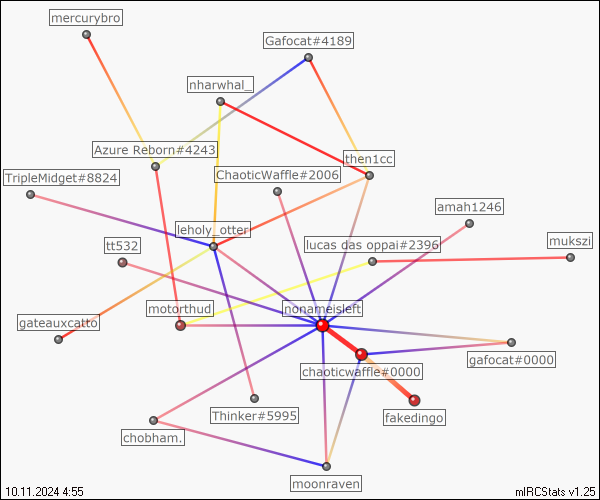 mercurybro
Gafocat#4189
nharwhal_
Azure Reborn#4243
then1cc
TripleMidget#8824
ChaoticWaffle#2006
amah1246
leholy_otter
tt532
lucas das oppai#2396
mukszi
motorthud
nonameisleft
gateauxcatto
chaoticwaffle#0000
gafocat#0000
Thinker#5995
fakedingo
chobham.
moonraven
10.11.2024 4:55
mIRCStats v1.25